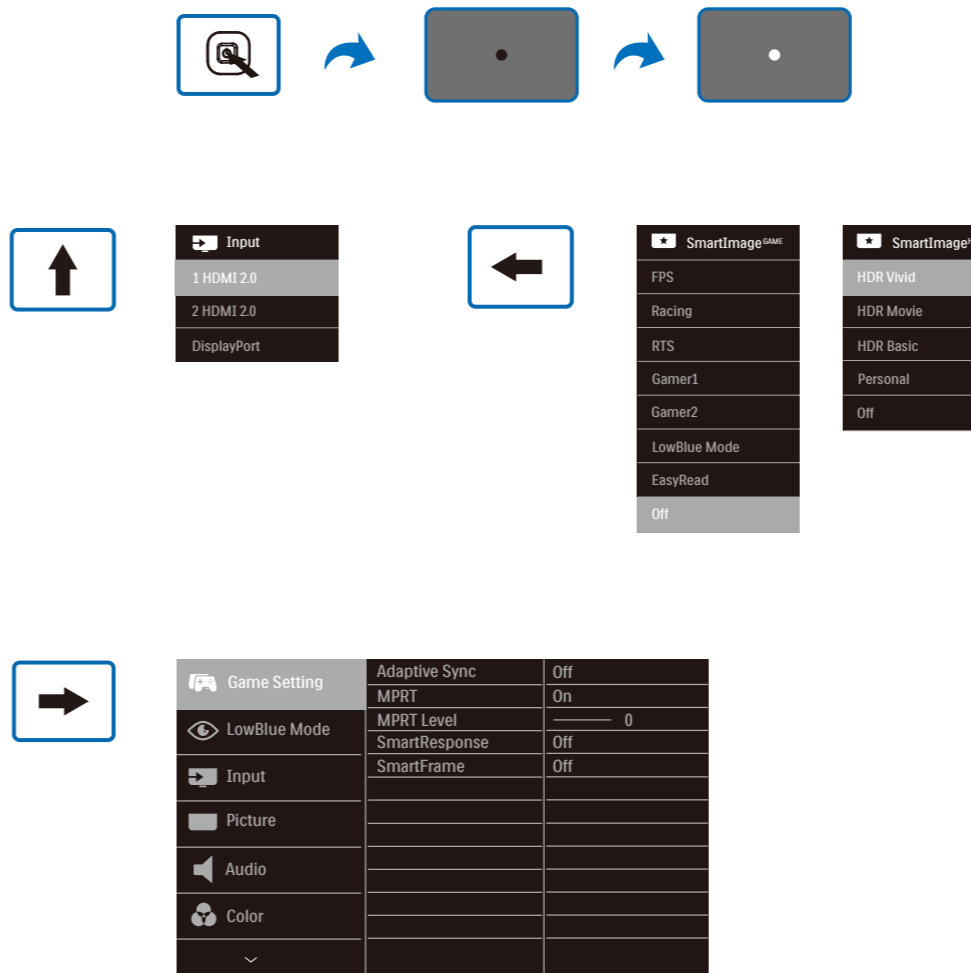 Input
1 HDMI 2.0
2 HDMI 2.0
DisplayPort
SmartImage GAME
FPS
Racing
RTS
Gamer1
Gamer2
LowBlue Mode
EasyRead
Off
SmartImage
HDR Vivid
HDR Movie
HDR Basic
Personal
Off
Game Setting
LowBlue Mode
Input
Picture
Audio
Color
Adaptive Sync Off
MPRT On
MPRT Level 0
SmartResponse Off
SmartFrame Off